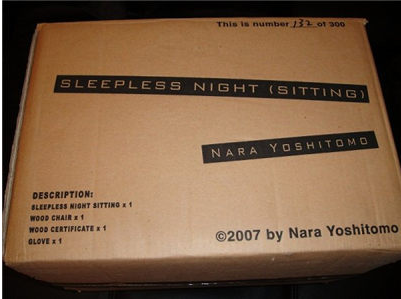 This is number 132 of 300
SLEEPLESS NIGHT (SITTING)
NARA YOSHITOMO
DESCRIPTION:
SLEEPLESS NIGHT SITTING x 1
WOOD CHAIR x 1
WOOD CERTIFICATE x 1
GLOVE x 1
©2007 by Nara Yoshitomo